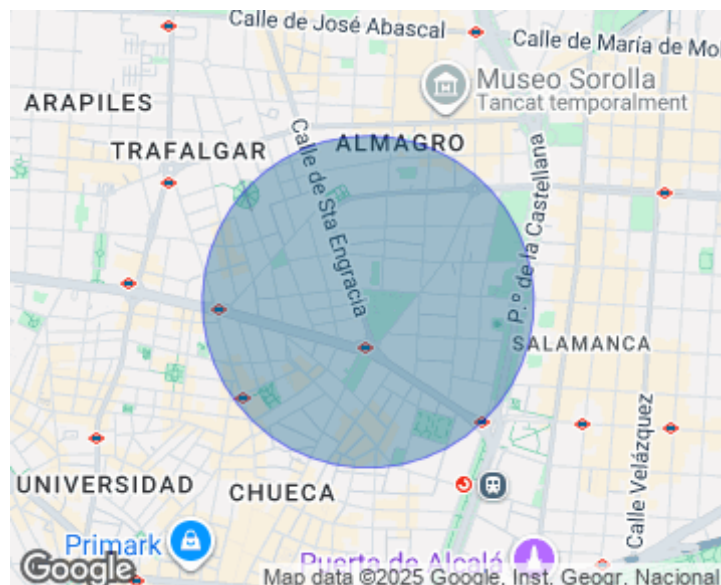 Calle de José Abascal
Calle de María de Mol
Museo Sorolla
Tancat temporalment
ARAPILES
TRAFALGAR
ALMAGRO
Calle de Sta Engracia
P.º de la Castellana
SALAMANCA
Calle Velázquez
UNIVERSIDAD
CHUECA
Primark
Puerta de Alcalá
Google
Map data ©2025 Google, Inst. Geogr. Nacional